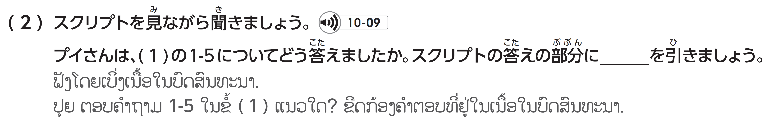 ( 2 ) スクリプトを見ながら聞きましょう。 10-09
プイさんは、( 1 ) の 1-5 についてどう答えましたか。スクリプトの答えの部分に______を引きましょう。
ຟັງໂດຍເບິ່ງເນື້ອໃນບົດສົນທະນາ.
ປຸຍ ຕອບຄຳຖາມ 1-5 ໃນຂໍ້ ( 1 ) ແນວໃດ? ຂີດກ້ອງຄຳຕອບທີ່ຢູ່ໃນເນື້ອໃນບົດສົນທະນາ.